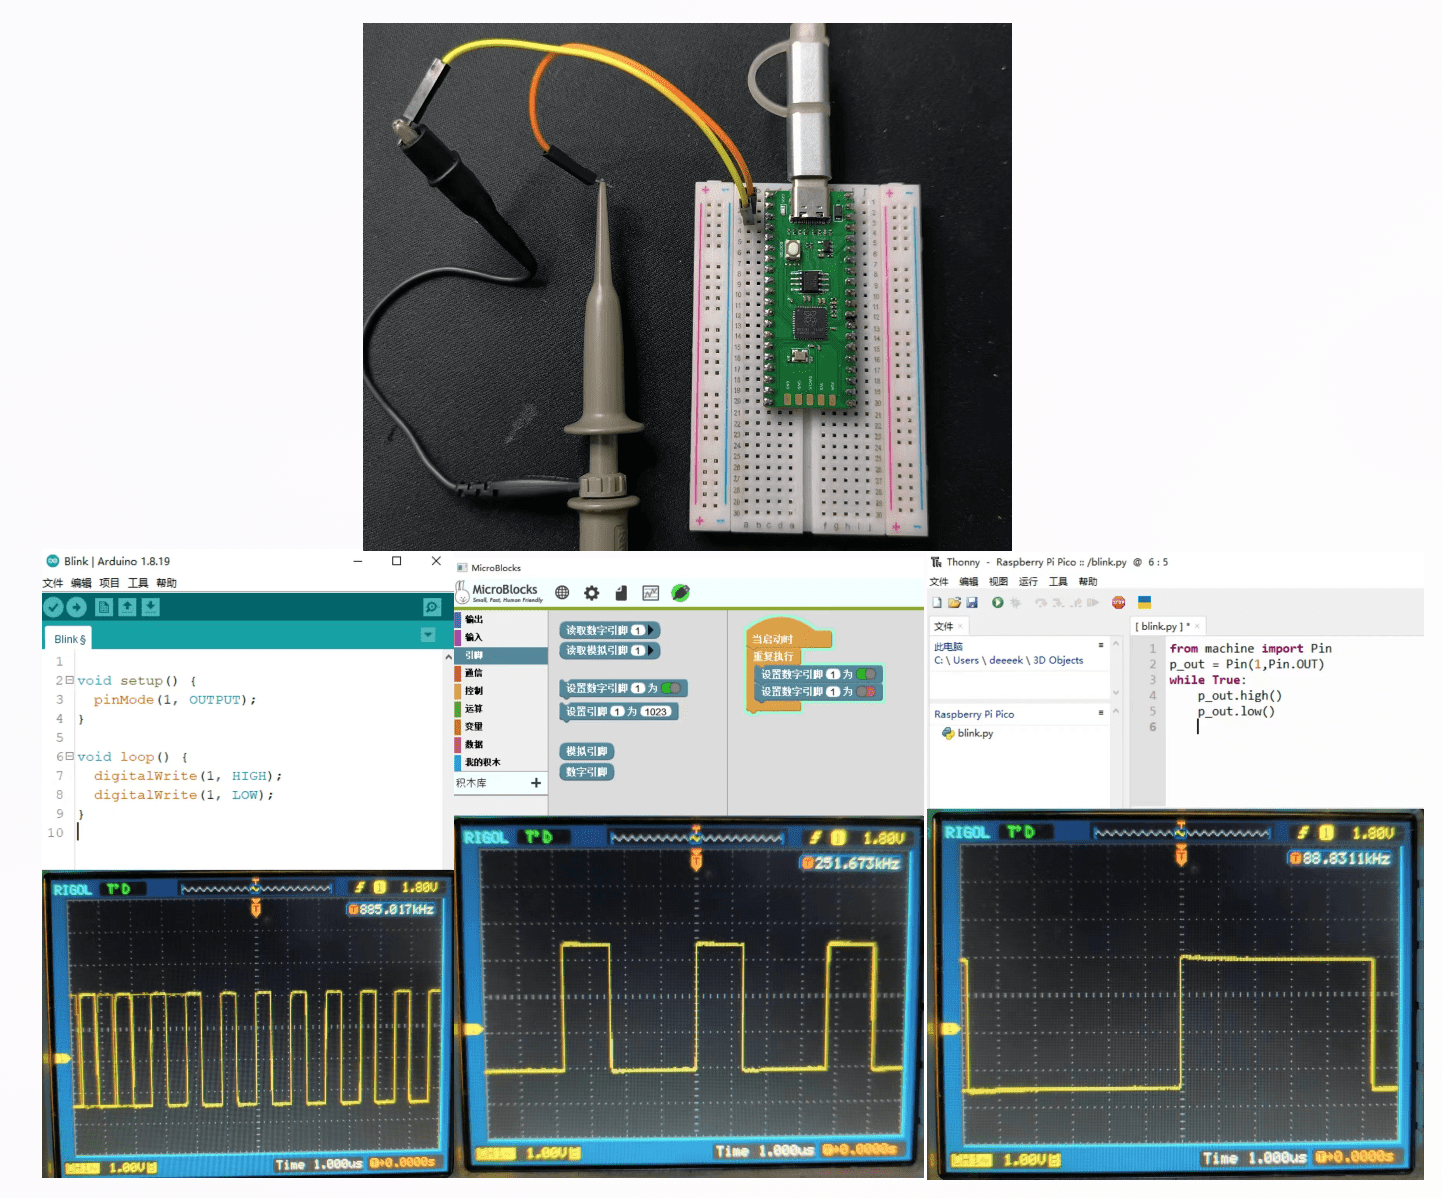 Blink | Arduino 1.8.19
文件 编辑 项目 工具 帮助
Blink §
1
2 void setup() {
3 pinMode(1, OUTPUT);
4 }
5
6 void loop() {
7 digitalWrite(1, HIGH);
8 digitalWrite(1, LOW);
9 }
10
RIGOL T'D 1 1.80V
885.017kHz
1.00V Time 1.000us 0.0000s
MicroBlocks
MicroBlocks
Small, Fast, Human Friendly
输出
输入
引脚
通信
控制
运算
变量
数据
我的积木
积木库 +
读取数字引脚 1
读取模拟引脚 1
设置数字引脚 1 为
设置引脚 1 为 1023
模拟引脚
数字引脚
当启动时
重复执行
设置数字引脚 1 为
设置数字引脚 1 为
RIGOL T'D 1 1.80V
251.673kHz
1.00V Time 1.000us 0.0000s
Thonny - Raspberry Pi Pico :: /blink.py @ 6 : 5
文件 编辑 视图 运行 工具 帮助
文件
此电脑
C: \ Users \ deeeek \ 3D Objects
Raspberry Pi Pico
blink.py
[ blink.py ] *
1 from machine import Pin
2 p_out = Pin(1,Pin.OUT)
3 while True:
4 p_out.high()
5 p_out.low()
6
RIGOL T'D 1 1.80V
88.8311kHz
1.00V Time 1.000us 0.0000s